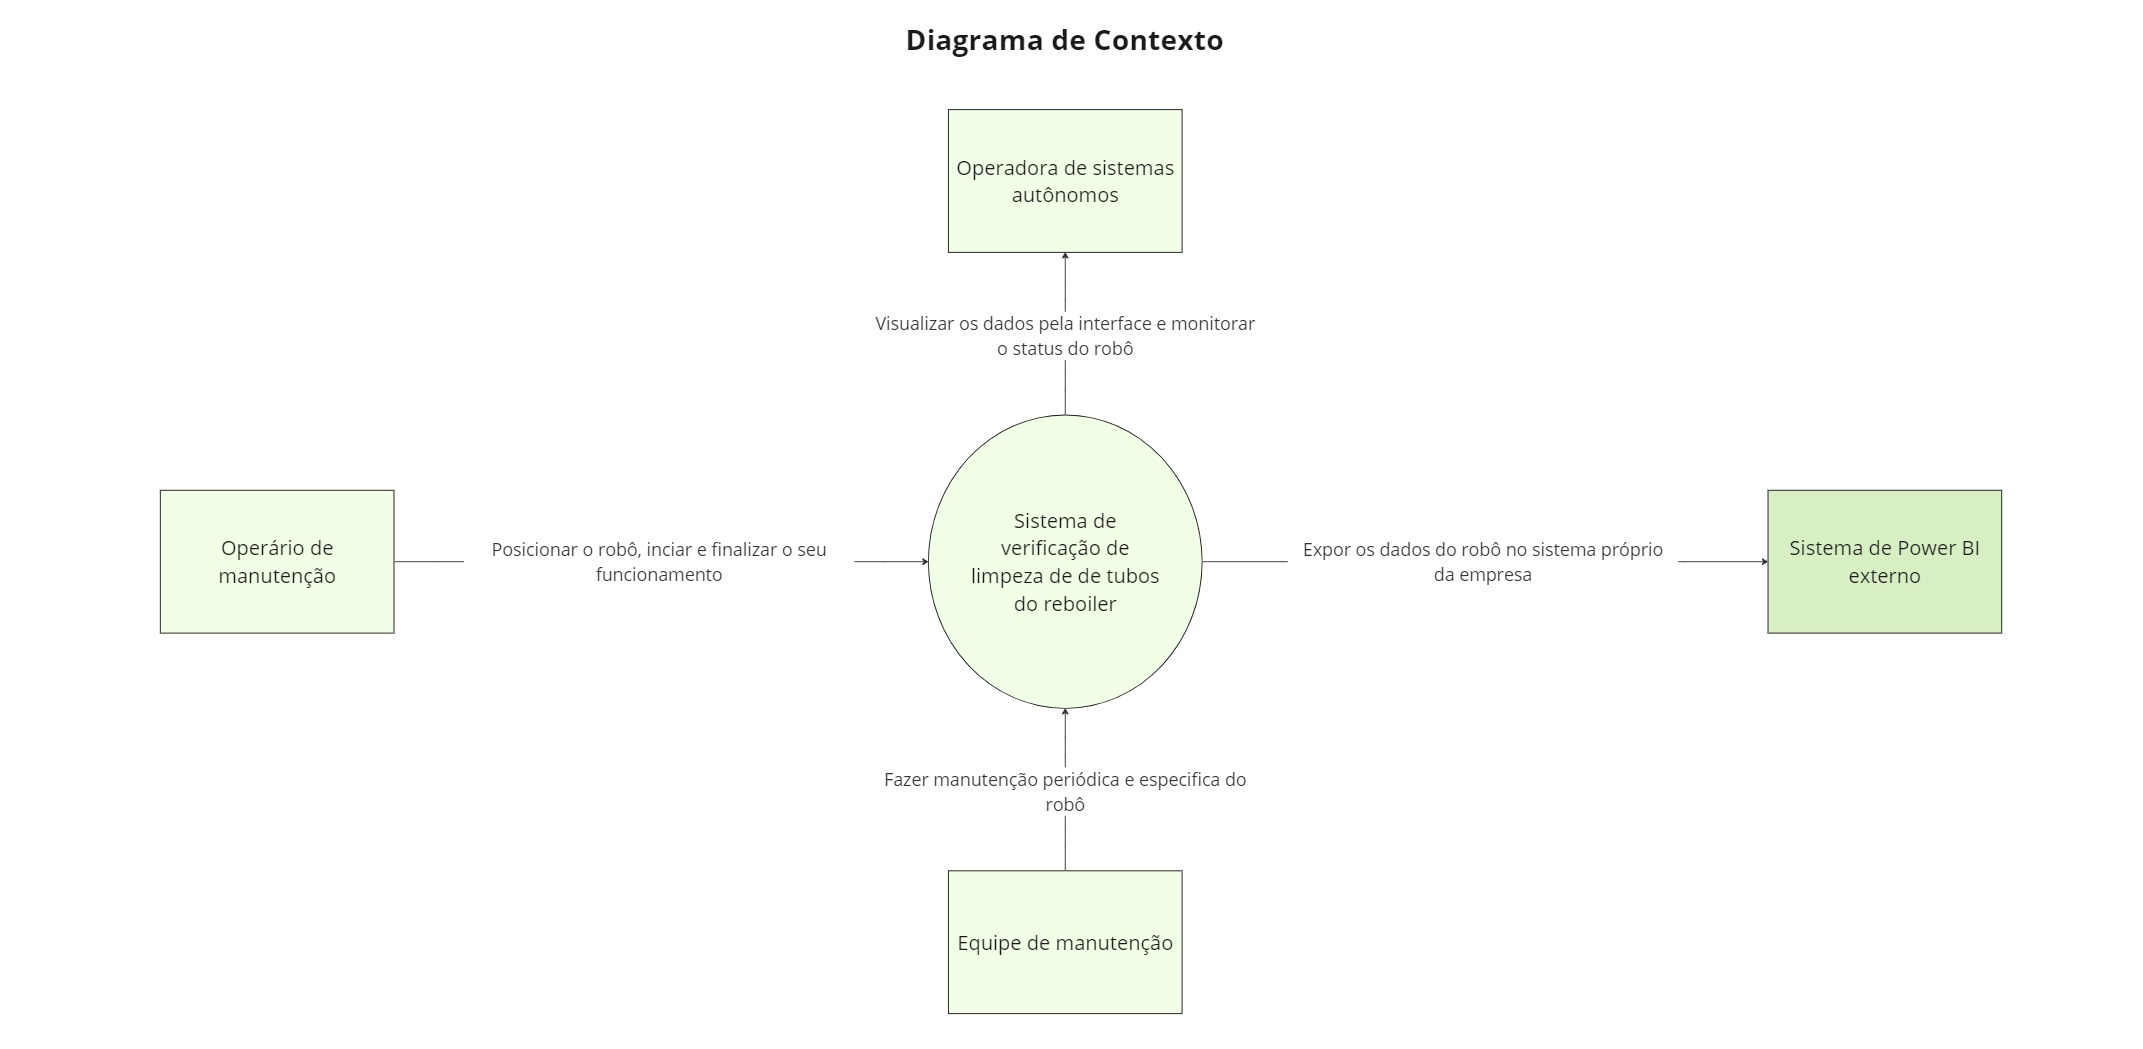 Diagrama de Contexto
Operadora de sistemas
autônomos
Visualizar os dados pela interface e monitorar
o status do robô
Operário de
manutenção
Posicionar o robô, inciar e finalizar o seu
funcionamento
Sistema de
verificação de
limpeza de de tubos
do reboiler
Expor os dados do robô no sistema próprio
da empresa
Sistema de Power BI
externo
Fazer manutenção periódica e especifica do
robô
Equipe de manutenção